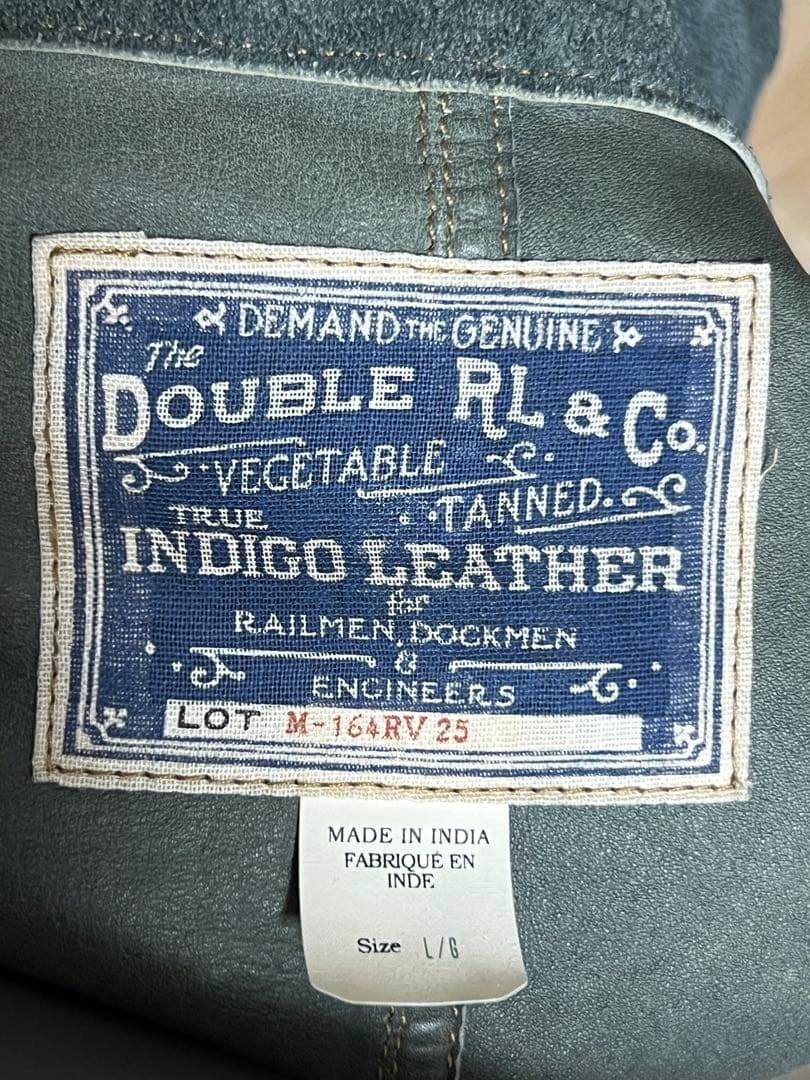 DEMAND THE GENUINE
The
DOUBLE RL & Co.
VEGETABLE
TANNED.
TRUE
INDIGO LEATHER
for
RAILMEN, DOCKMEN
&
ENGINEERS
LOT M-164RV 25
MADE IN INDIA
FABRIQUÉ EN
INDE
Size L/G